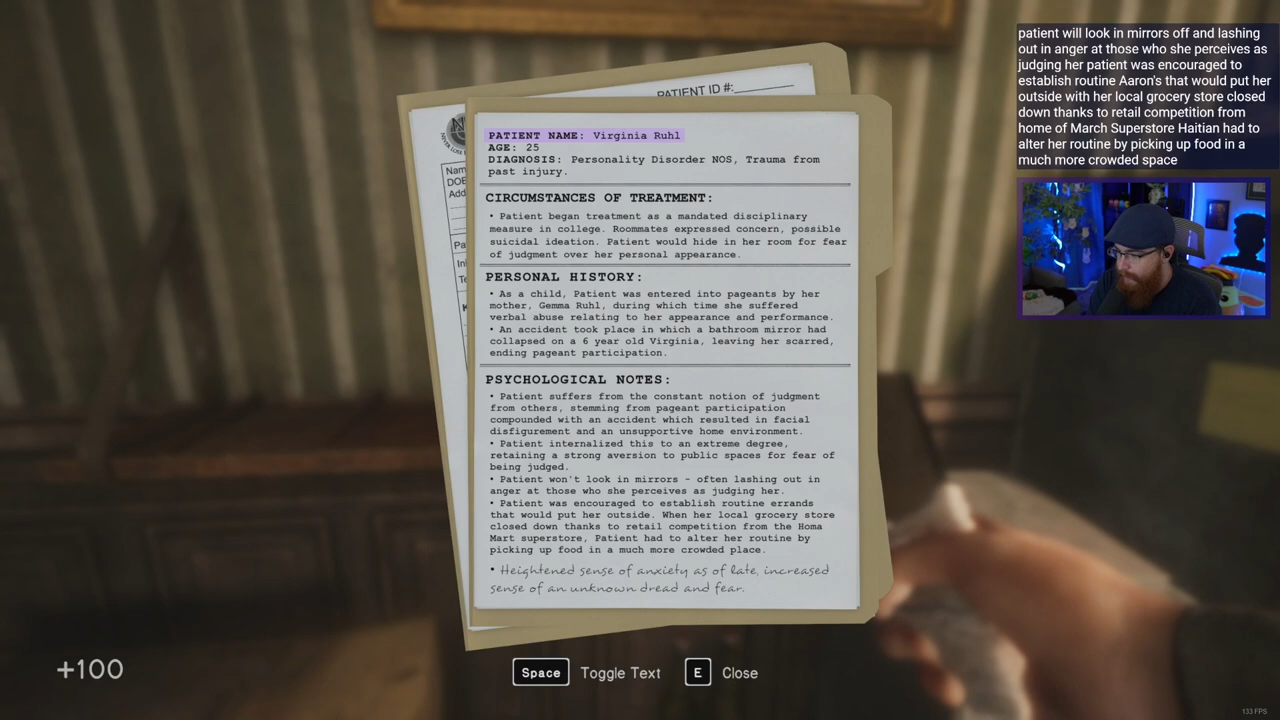 patient will look in mirrors off and lashing
out in anger at those who she perceives as
judging her patient was encouraged to
establish routine Aaron's that would put her
outside with her local grocery store closed
down thanks to retail competition from
home of March Superstore Haitian had to
alter her routine by picking up food in a
much more crowded space
PATIENT ID #:
PATIENT NAME: Virginia Ruhl
AGE: 25
DIAGNOSIS: Personality Disorder NOS, Trauma from
past injury.
CIRCUMSTANCES OF TREATMENT:
• Patient began treatment as a mandated disciplinary
measure in college. Roommates expressed concern, possible
suicidal ideation. Patient would hide in her room for fear
of judgment over her personal appearance.
PERSONAL HISTORY:
• As a child, Patient was entered into pageants by her
mother, Gemma Ruhl, during which time she suffered
verbal abuse relating to her appearance and performance.
• An accident took place in which a bathroom mirror had
collapsed on a 6 year old Virginia, leaving her scarred,
ending pageant participation.
PSYCHOLOGICAL NOTES:
• Patient suffers from the constant notion of judgment
from others, stemming from pageant participation
compounded with an accident which resulted in facial
disfigurement and an unsupportive home environment.
• Patient internalized this to an extreme degree,
retaining a strong aversion to public spaces for fear of
being judged.
• Patient won't look in mirrors - often lashing out in
anger at those who she perceives as judging her.
• Patient was encouraged to establish routine errands
that would put her outside. When her local grocery store
closed down thanks to retail competition from the Homa
Mart superstore, Patient had to alter her routine by
picking up food in a much more crowded place.
• Heightened sense of anxiety as of late, increased
sense of an unknown dread and fear.
+100
Space Toggle Text E Close
133 FPS